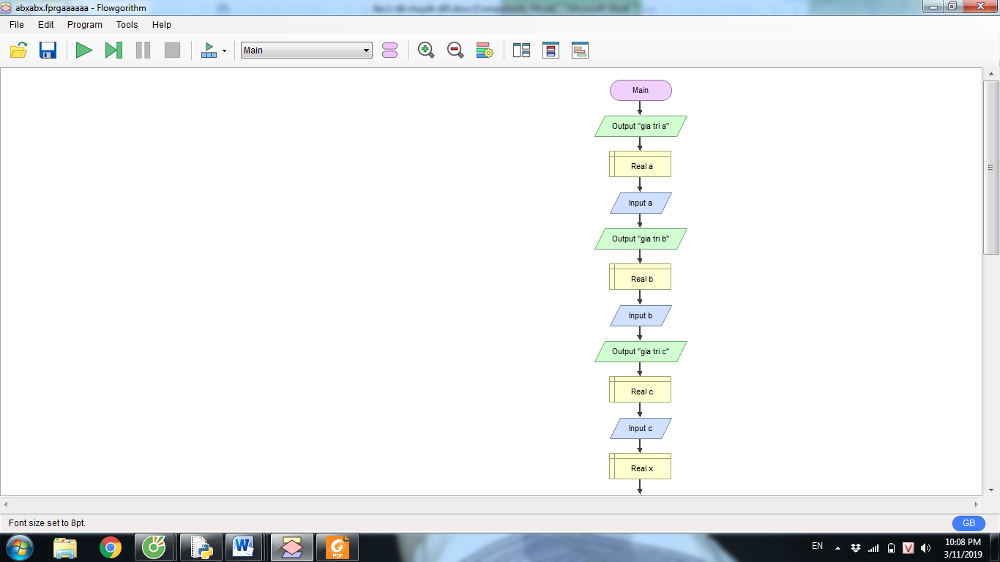 abxabx.fprgaaaaaa - Flowgorithm
File Edit Program Tools Help
Main
Main
Output "gia tri a"
Real a
Input a
Output "gia tri b"
Real b
Input b
Output "gia tri c"
Real c
Input c
Real x
Font size set to 8pt.
GB
EN
10:08 PM
3/11/2019
PDF